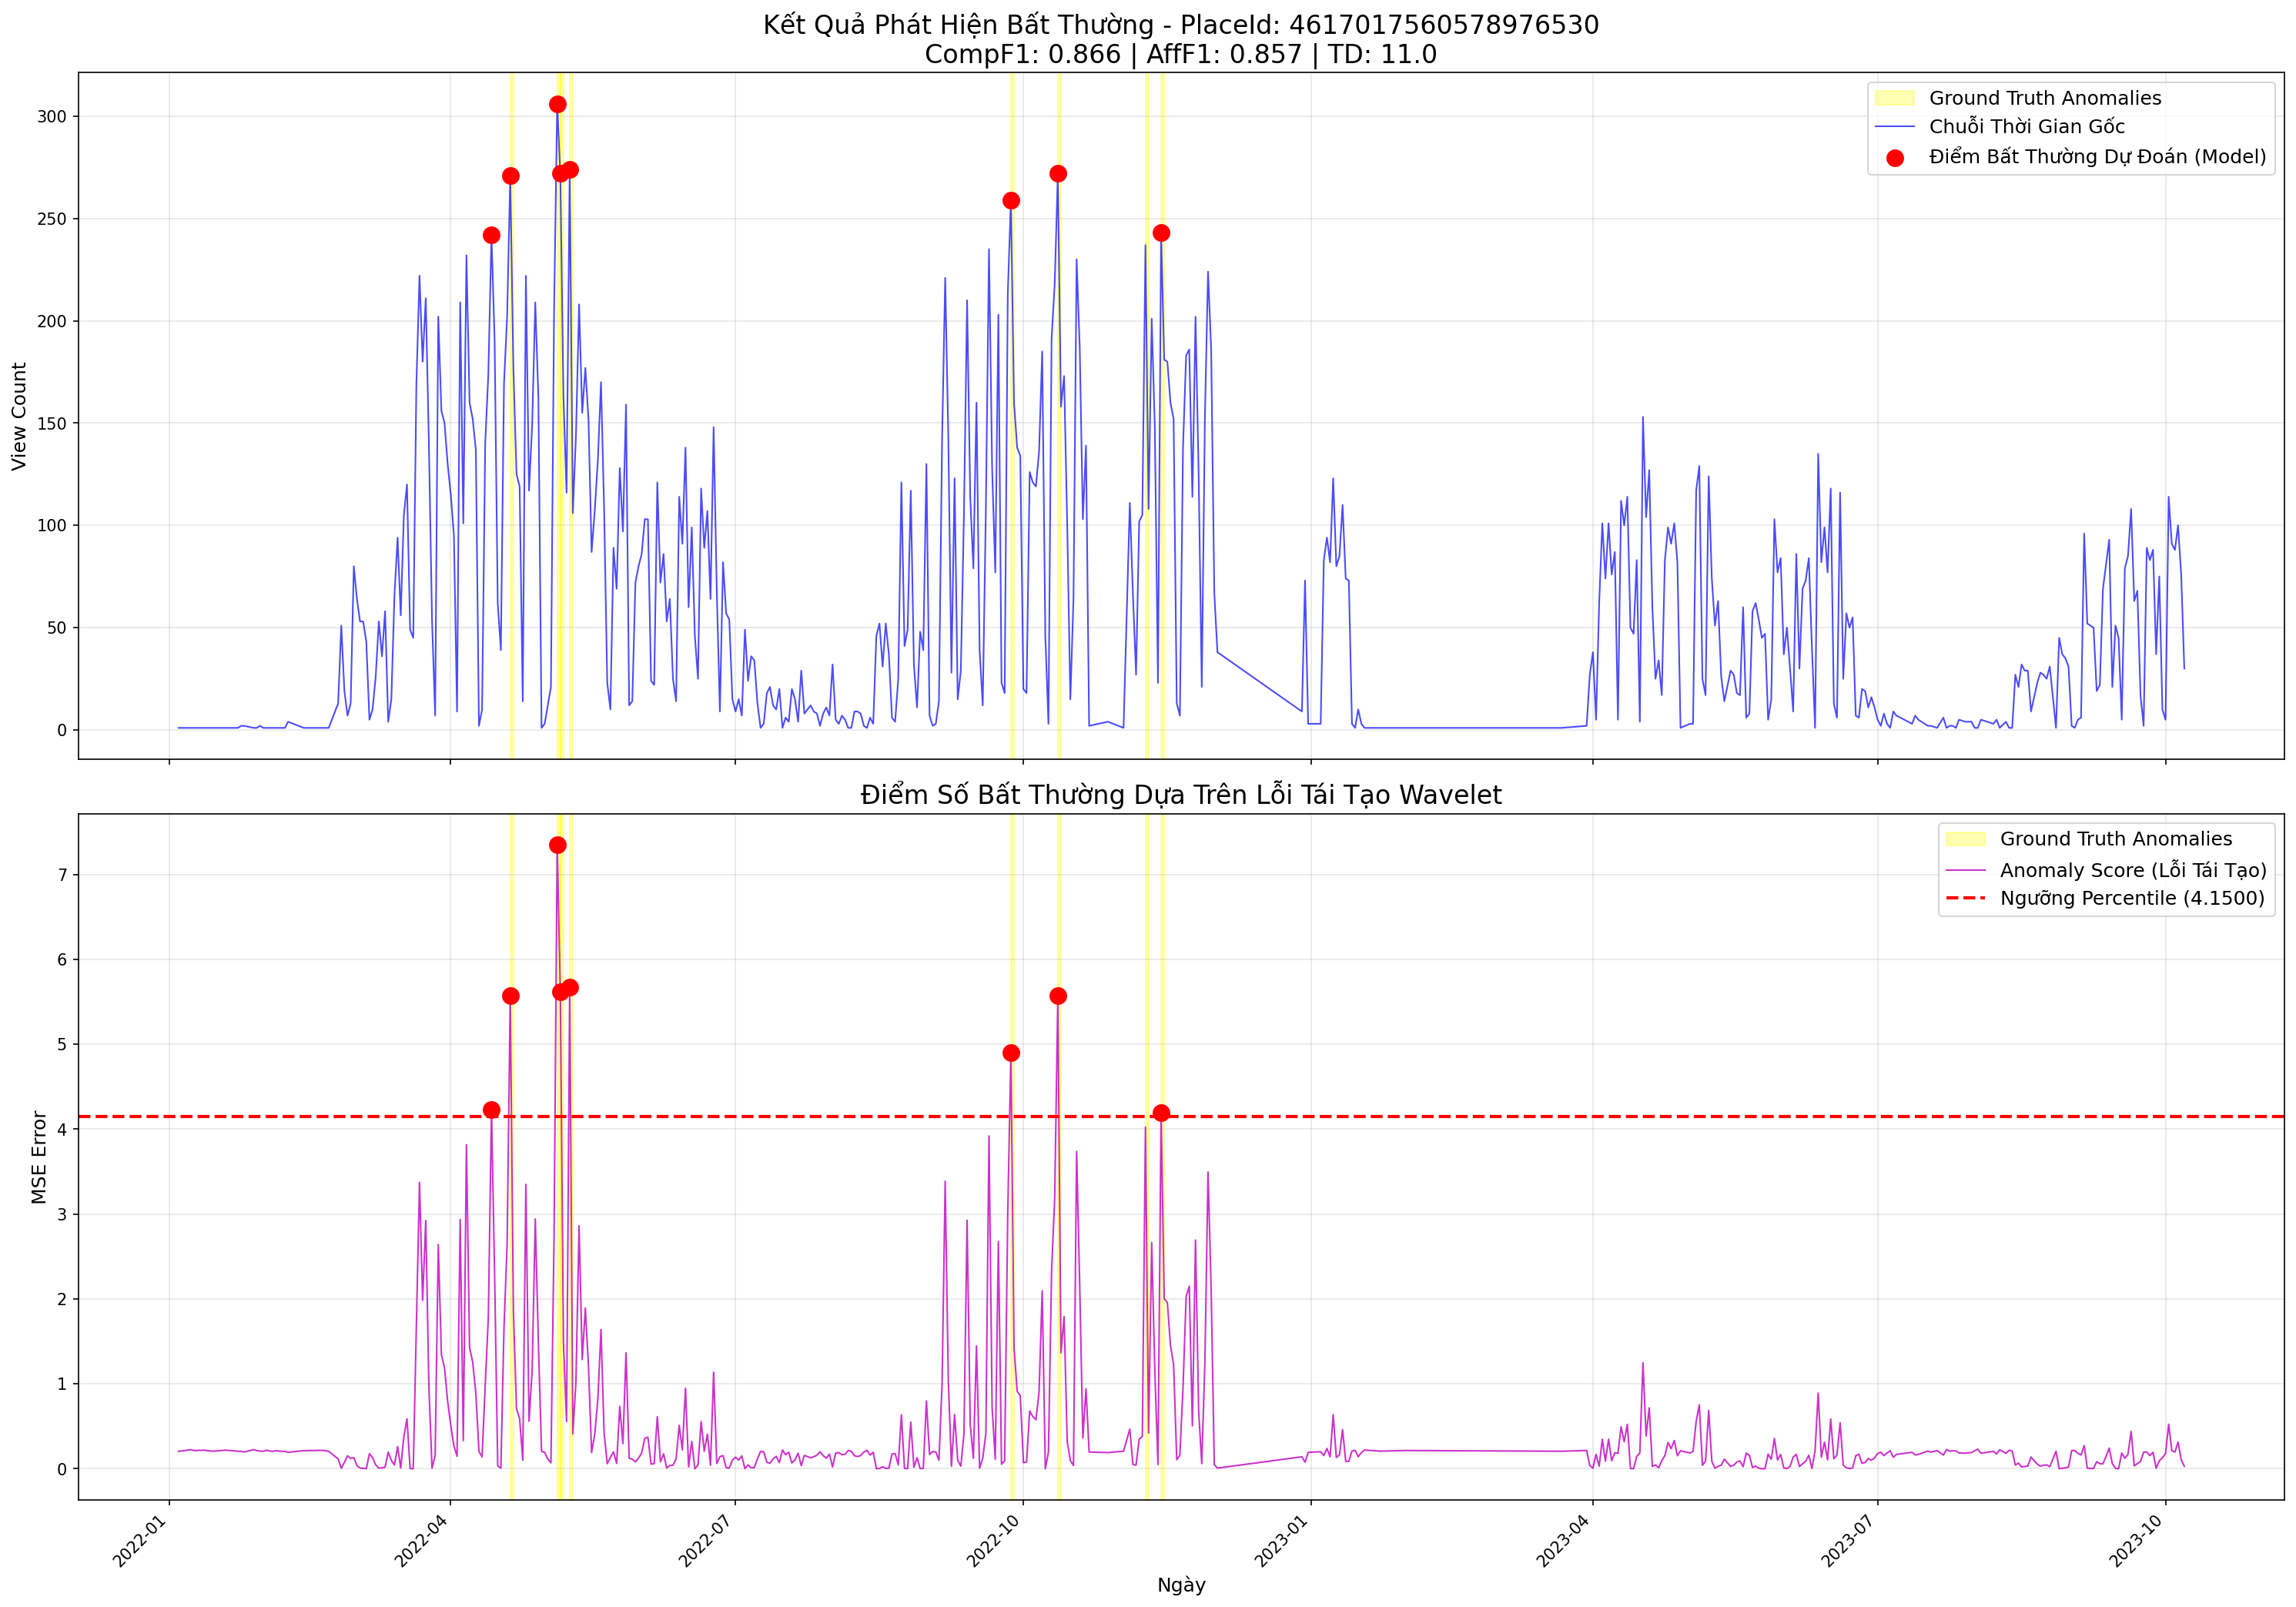 Kết Quả Phát Hiện Bất Thường - PlaceId: 4617017560578976530
CompF1: 0.866 | AffF1: 0.857 | TD: 11.0
Ground Truth Anomalies
Chuỗi Thời Gian Gốc
Điểm Bất Thường Dự Đoán (Model)
300
250
200
150
100
50
0
View Count
Điểm Số Bất Thường Dựa Trên Lỗi Tái Tạo Wavelet
Ground Truth Anomalies
Anomaly Score (Lỗi Tái Tạo)
Ngưỡng Percentile (4.1500)
7
6
5
4
3
2
1
0
MSE Error
2022-01
2022-04
2022-07
2022-10
2023-01
2023-04
2023-07
2023-10
Ngày